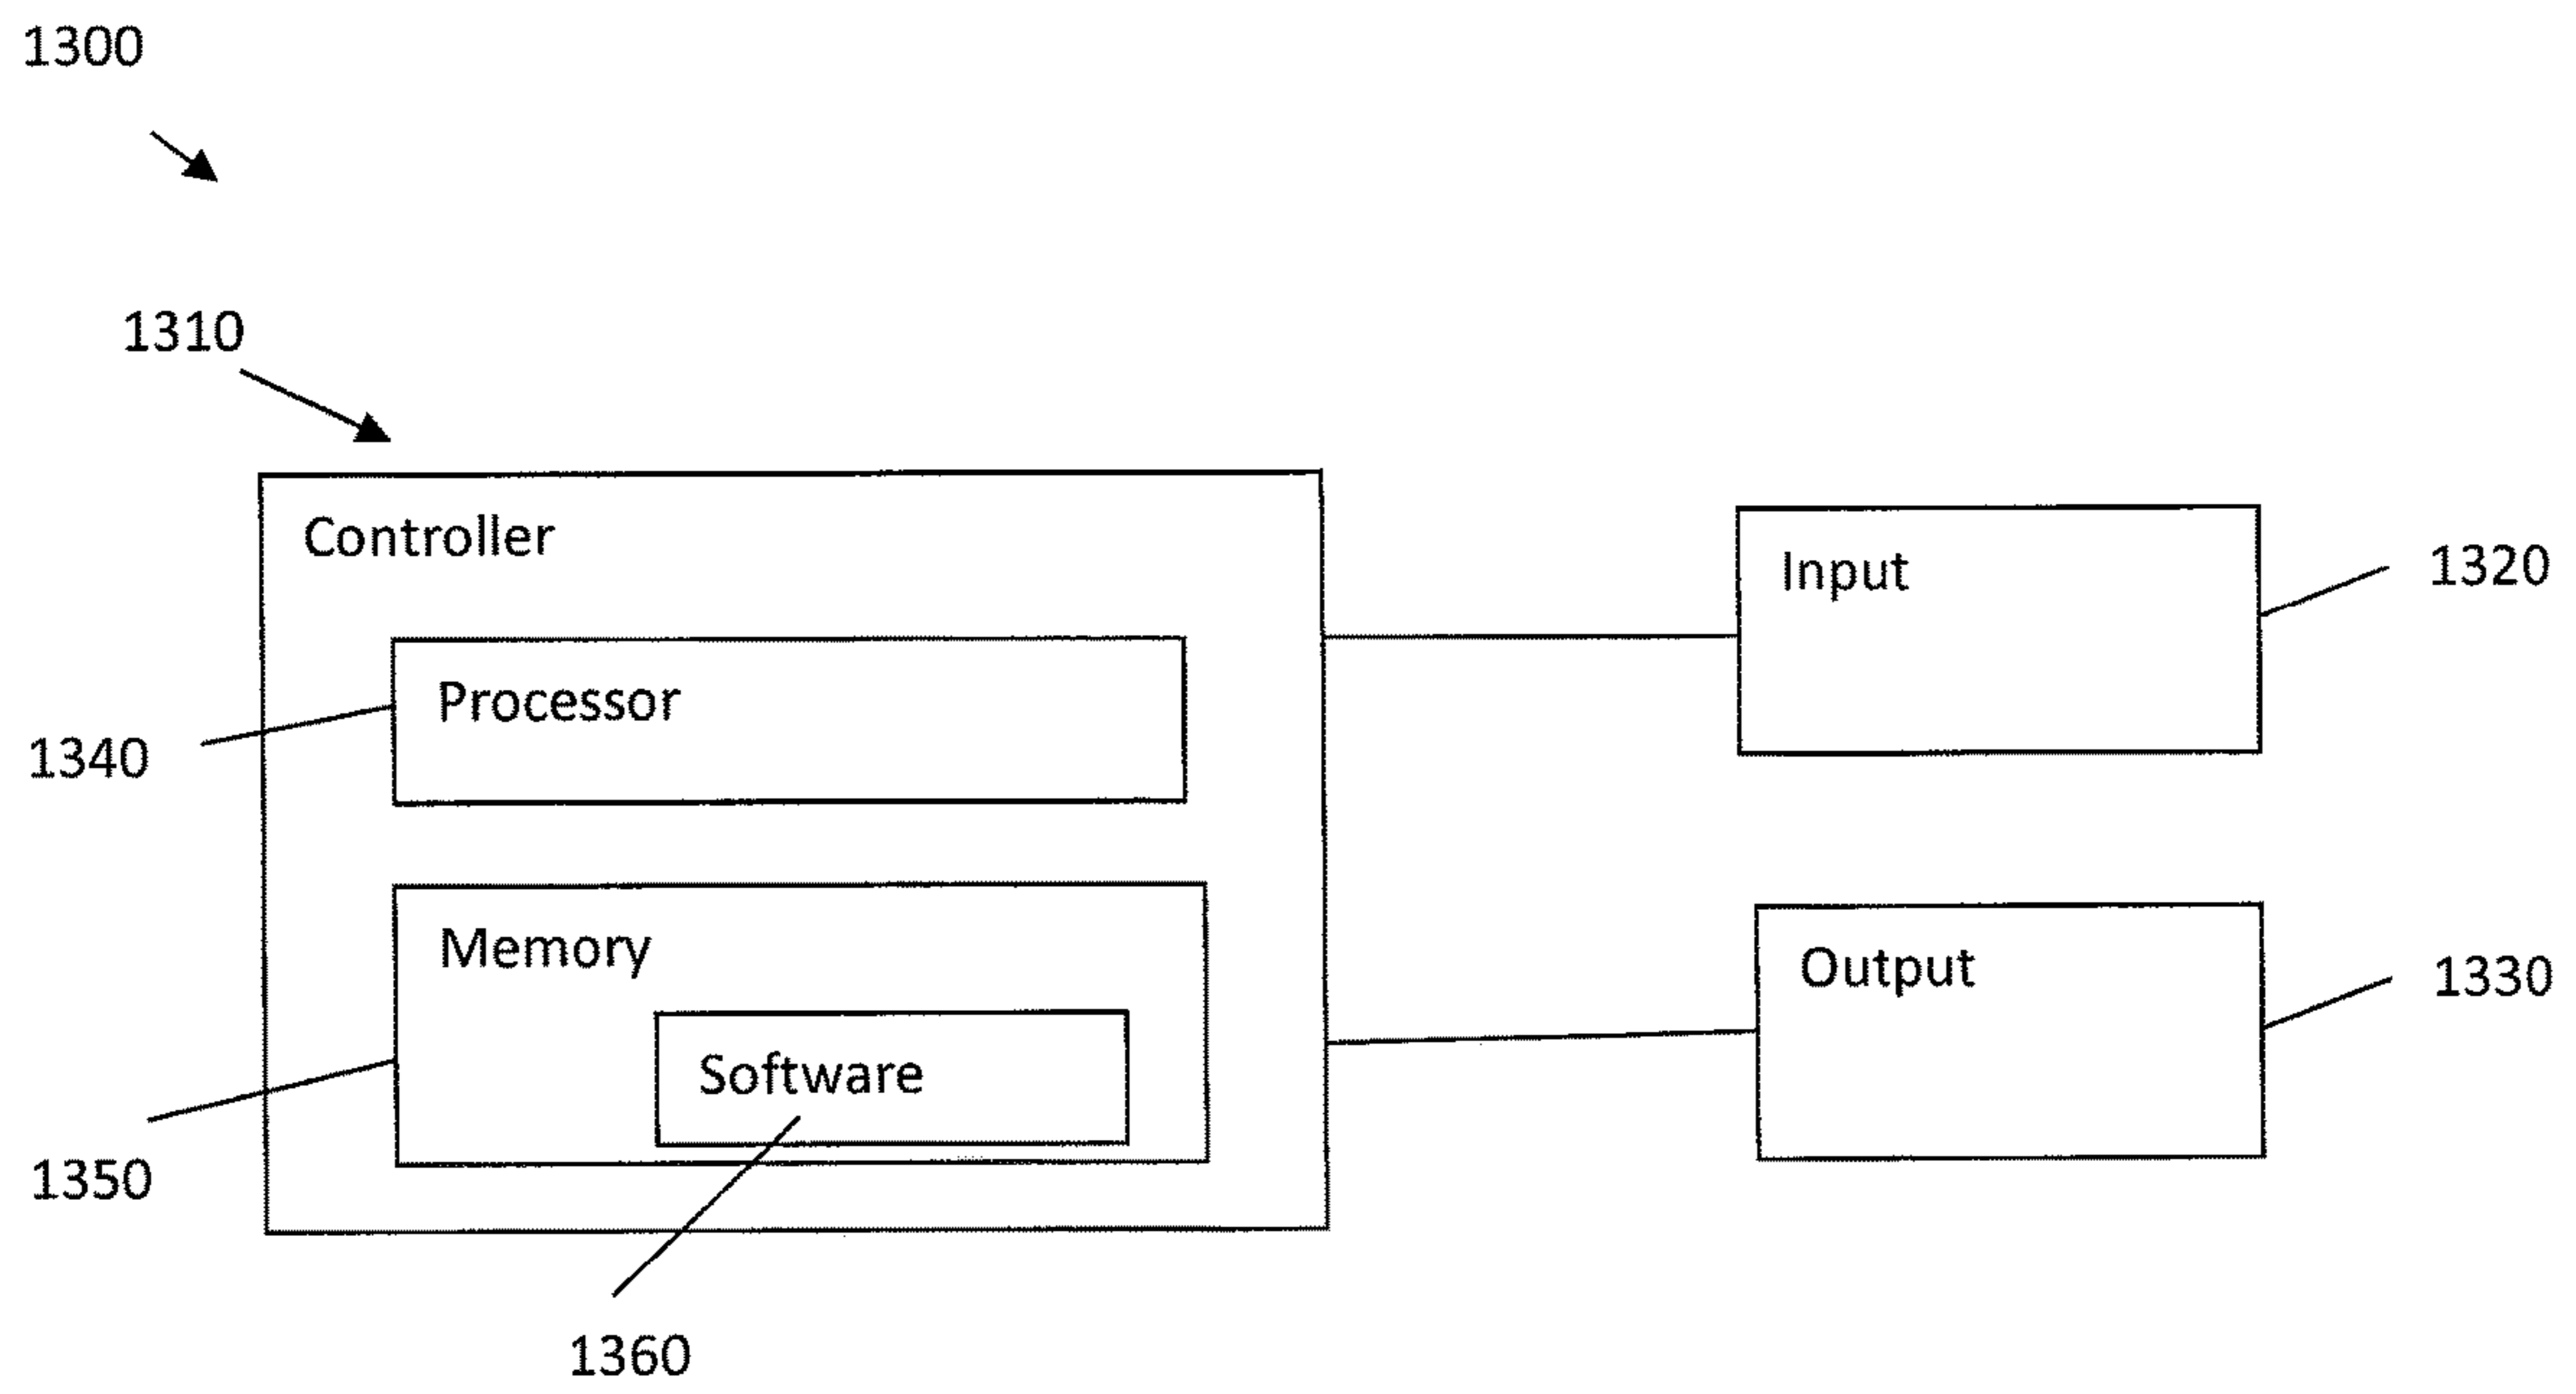 1300
1310
Controller
Input
1320
Processor
1340
Memory
Output
1330
Software
1350
1360